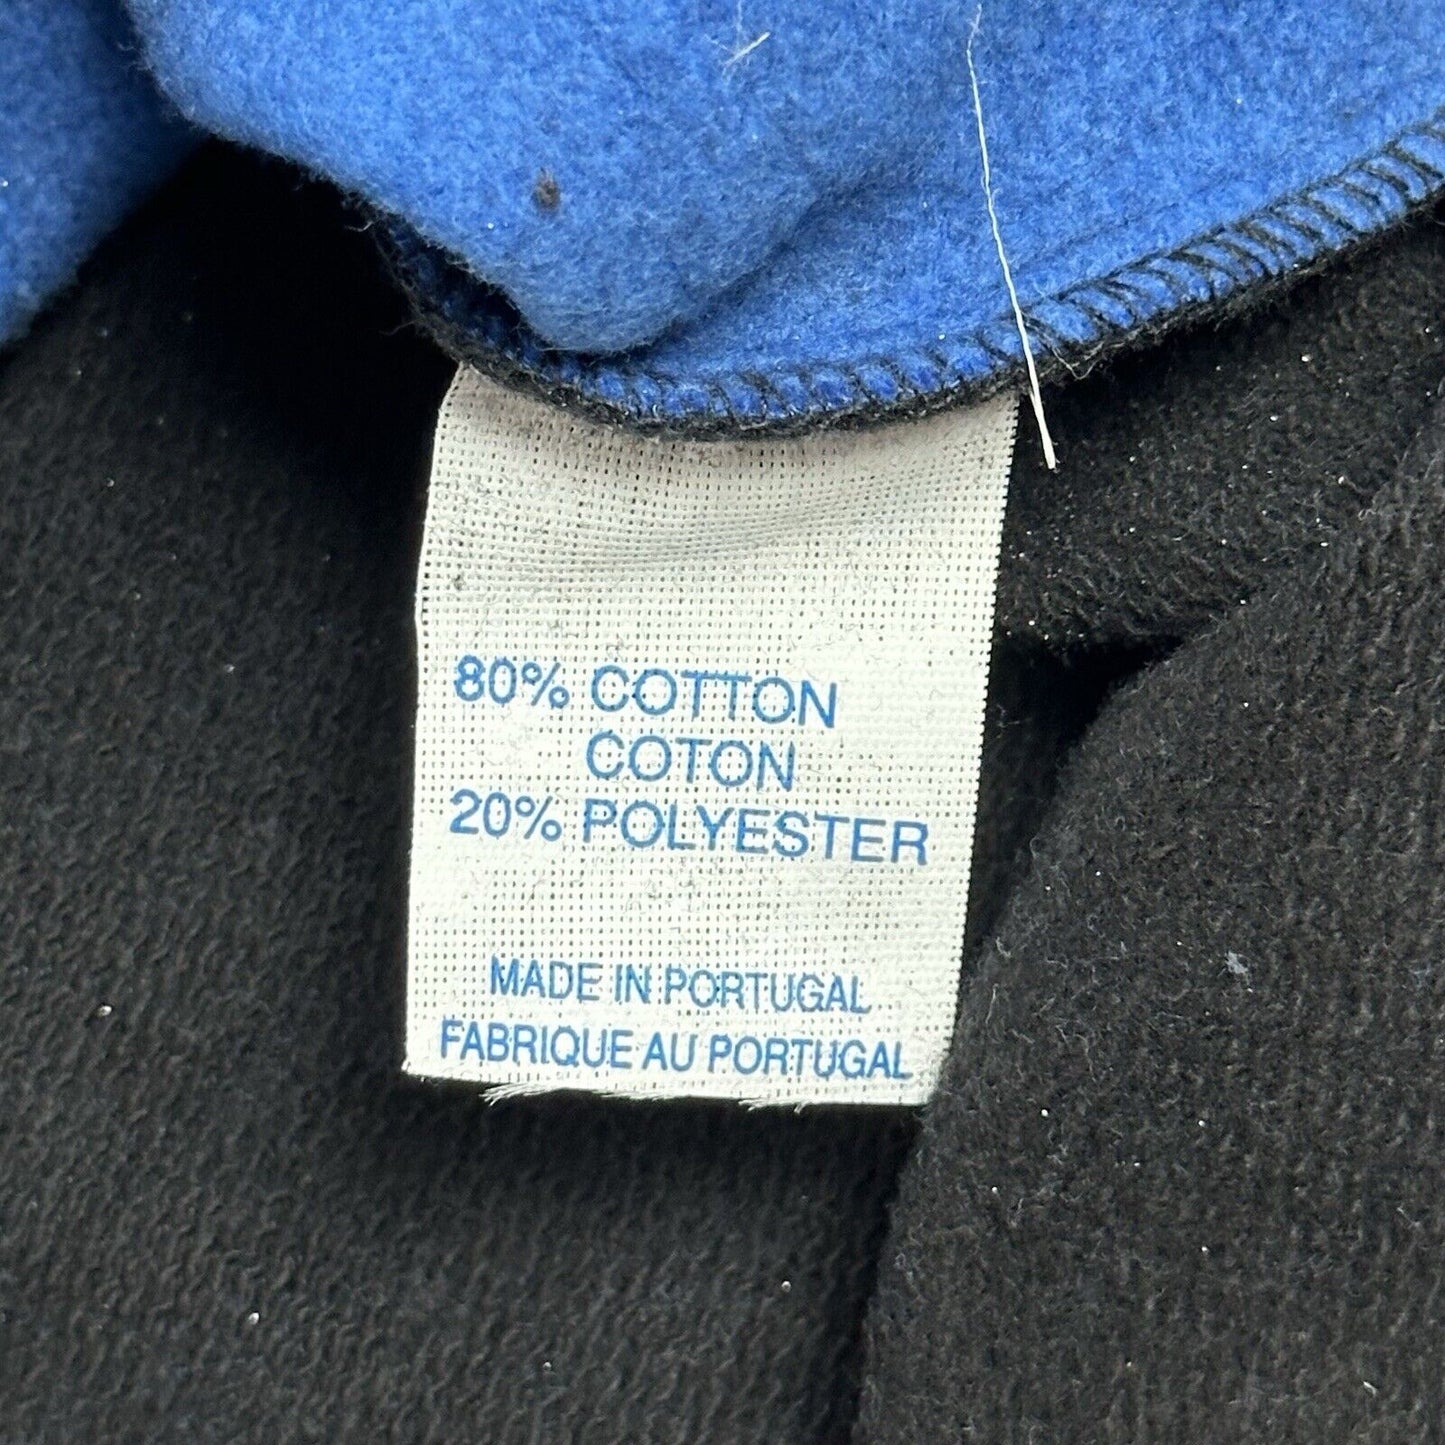 80% COTTON
COTON
20% POLYESTER
MADE IN PORTUGAL
FABRIQUE AU PORTUGAL